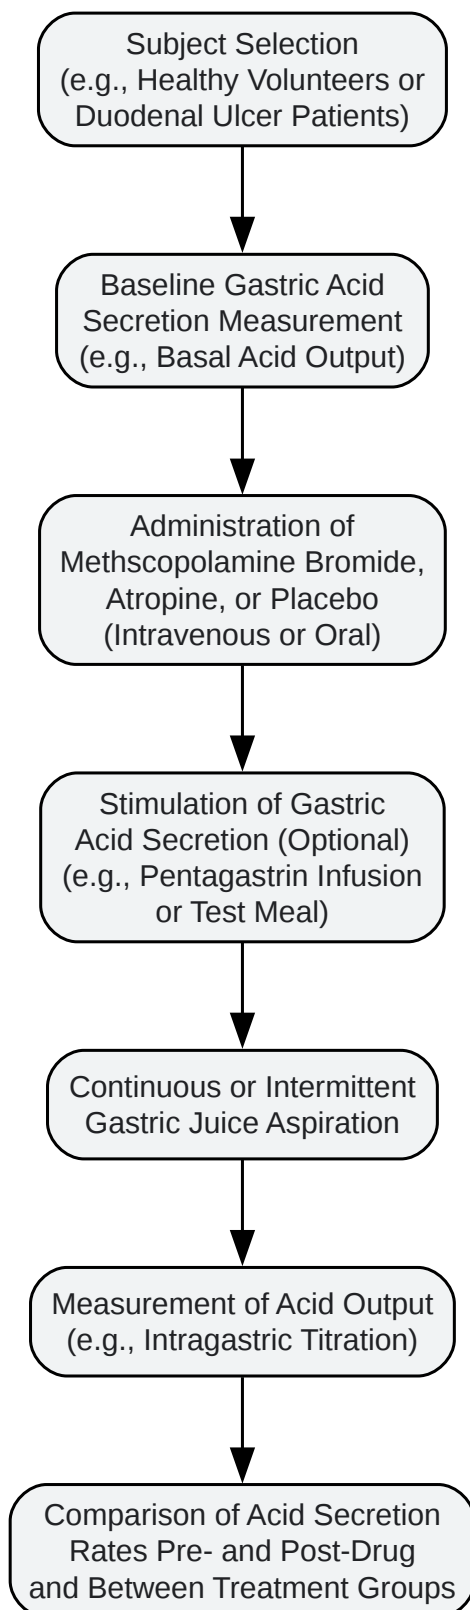 Subject Selection
(e.g., Healthy Volunteers or
Duodenal Ulcer Patients)
Baseline Gastric Acid
Secretion Measurement
(e.g., Basal Acid Output)
Administration of
Methscopolamine Bromide,
Atropine, or Placebo
(Intravenous or Oral)
Stimulation of Gastric
Acid Secretion (Optional)
(e.g., Pentagastrin Infusion
or Test Meal)
Continuous or Intermittent
Gastric Juice Aspiration
Measurement of Acid Output
(e.g., Intragastric Titration)
Comparison of Acid Secretion
Rates Pre- and Post-Drug
and Between Treatment Groups